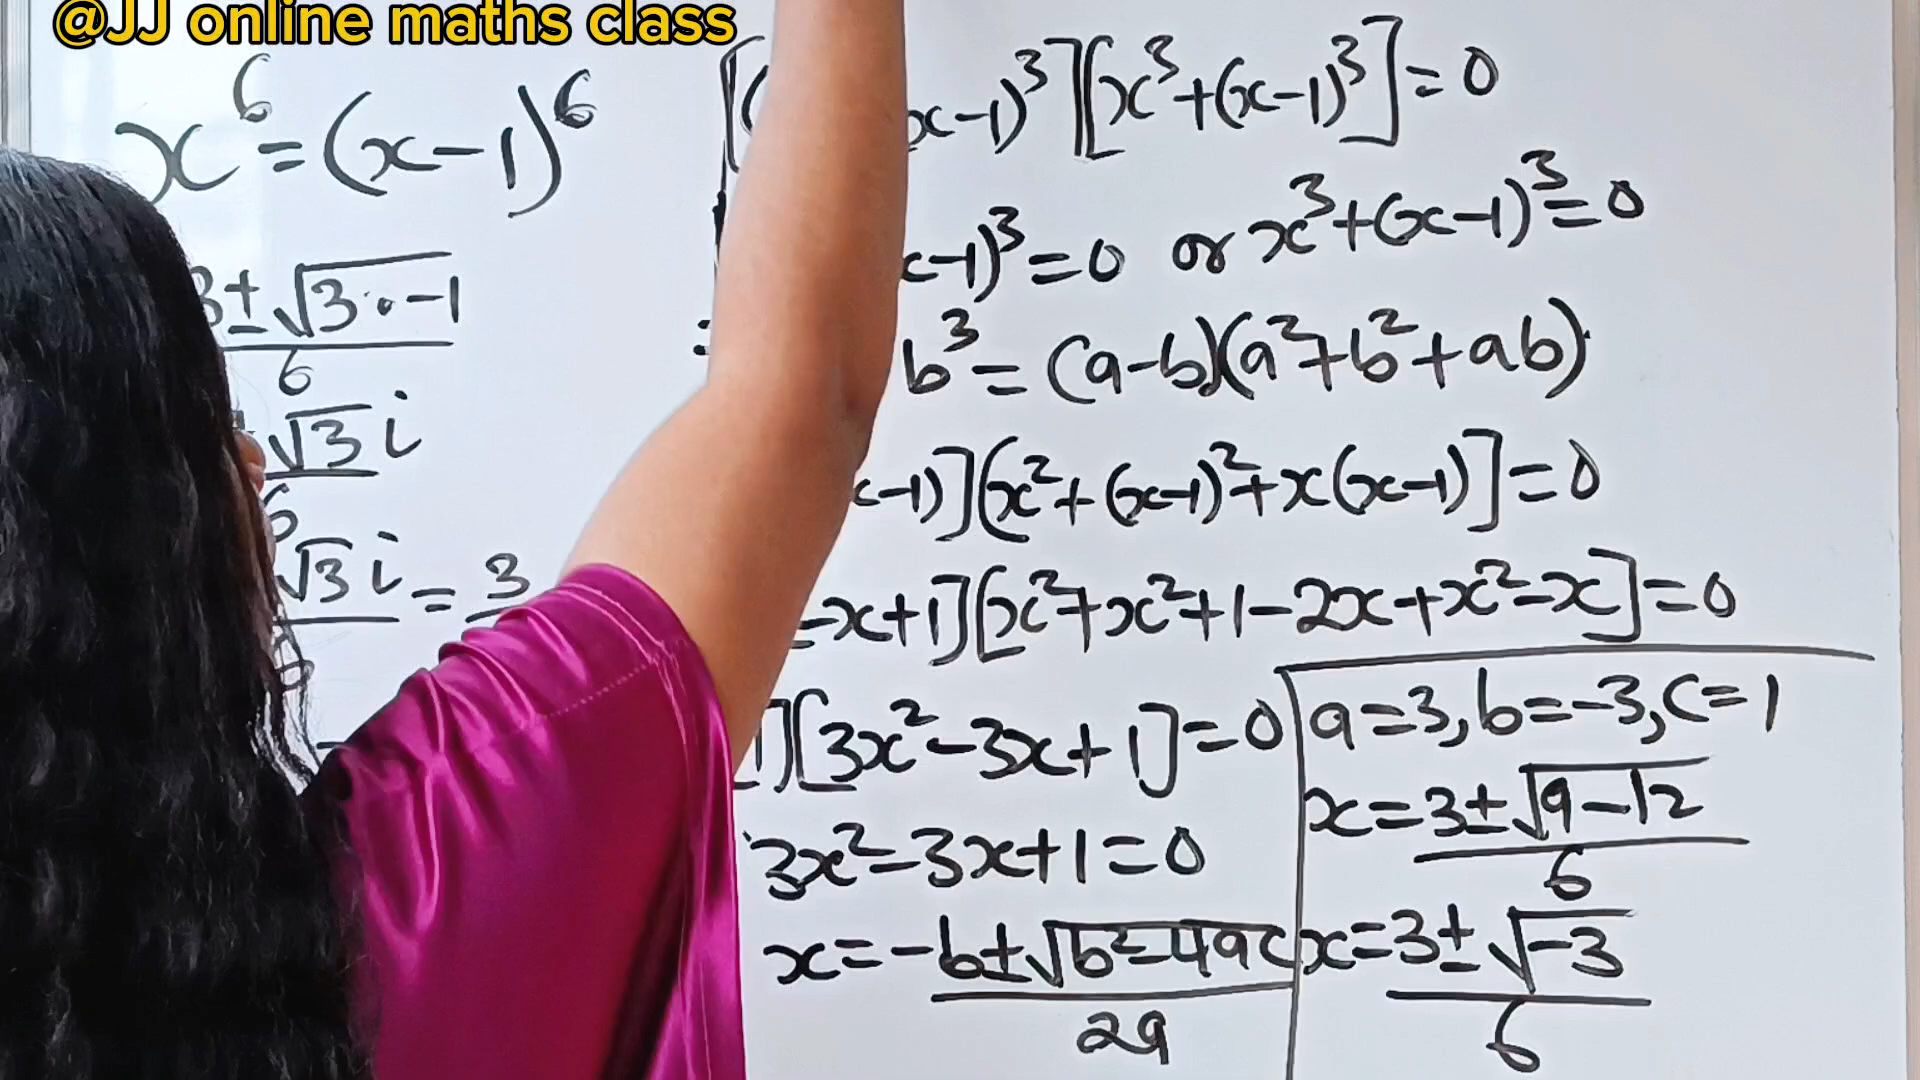 @JJ online maths class
x⁶=(x-1)⁶
3±√3·-1
6
√3 i
6
√3 i = 3
x-1)³][x³+(x-1)³]=0
x-1)³=0 or x³+(x-1)³=0
b³=(a-b)(a²+b²+ab)
x-1)][x²+(x-1)²+x(x-1)]=0
-x+1][x²+x²+1-2x+x²-x]=0
1][3x²-3x+1]=0
3x²-3x+1=0
x=-b±√b²-4ac
2a
a=3,b=-3,c=1
x=3±√9-12
6
x=3±√-3
6